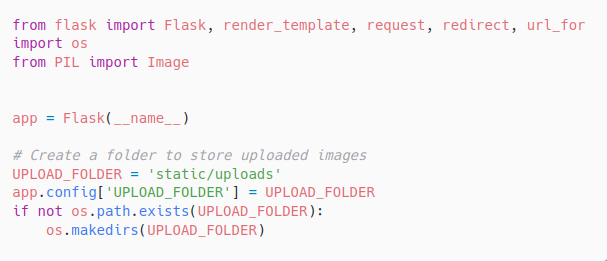 from flask import Flask, render_template, request, redirect, url_for
import os
from PIL import Image
app = Flask(__name__)
# Create a folder to store uploaded images
UPLOAD_FOLDER = 'static/uploads'
app.config['UPLOAD_FOLDER'] = UPLOAD_FOLDER
if not os.path.exists(UPLOAD_FOLDER):
    os.makedirs(UPLOAD_FOLDER)